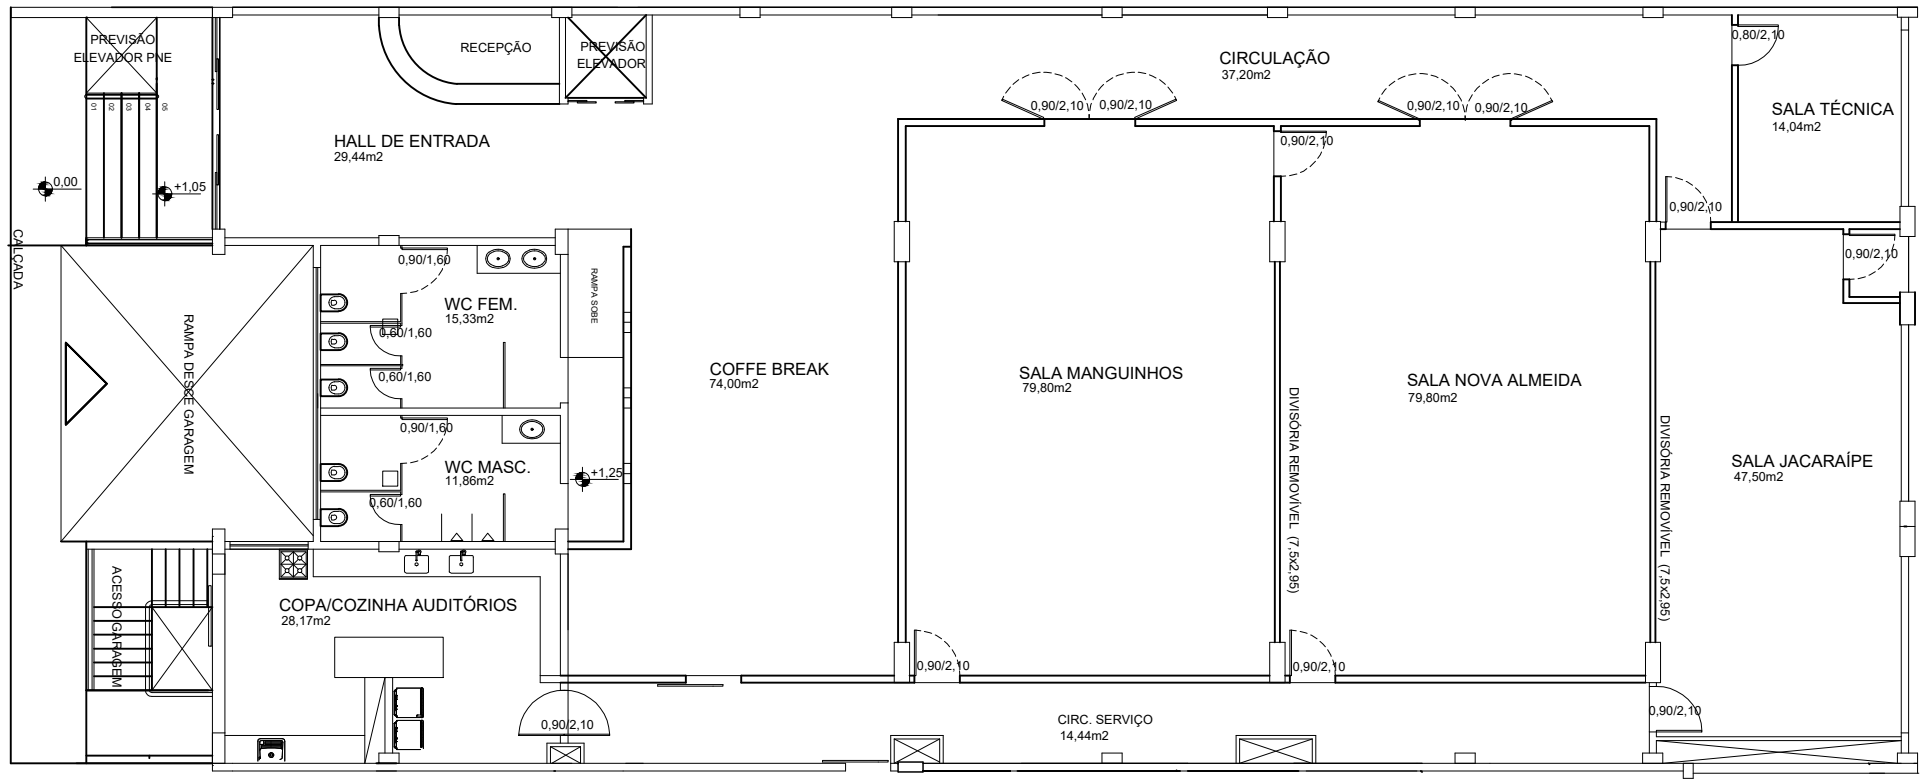 PREVISÃO
ELEVADOR PNE
RECEPÇÃO
PREVISÃO
ELEVADOR
CIRCULAÇÃO
37,20m2
0,80/2,10
SALA TÉCNICA
14,04m2
01
02
03
04
05
0,90/2,10
0,90/2,10
0,90/2,10
0,90/2,10
HALL DE ENTRADA
29,44m2
0,90/2,10
0,00
+1,05
0,90/2,10
0,90/2,10
CALÇADA
0,90/1,60
WC FEM.
15,33m2
RAMPA SOBE
0,60/1,60
0,60/1,60
RAMPA DESCE GARAGEM
COFFE BREAK
74,00m2
SALA MANGUINHOS
79,80m2
SALA NOVA ALMEIDA
79,80m2
DIVISÓRIA REMOVÍVEL (7,5x2,95)
DIVISÓRIA REMOVÍVEL (7,5x2,95)
0,90/1,60
WC MASC.
11,86m2
+1,25
0,60/1,60
SALA JACARAÍPE
47,50m2
ACESSO GARAGEM
COPA/COZINHA AUDITÓRIOS
28,17m2
0,90/2,10
0,90/2,10
0,90/2,10
0,90/2,10
CIRC. SERVIÇO
14,44m2